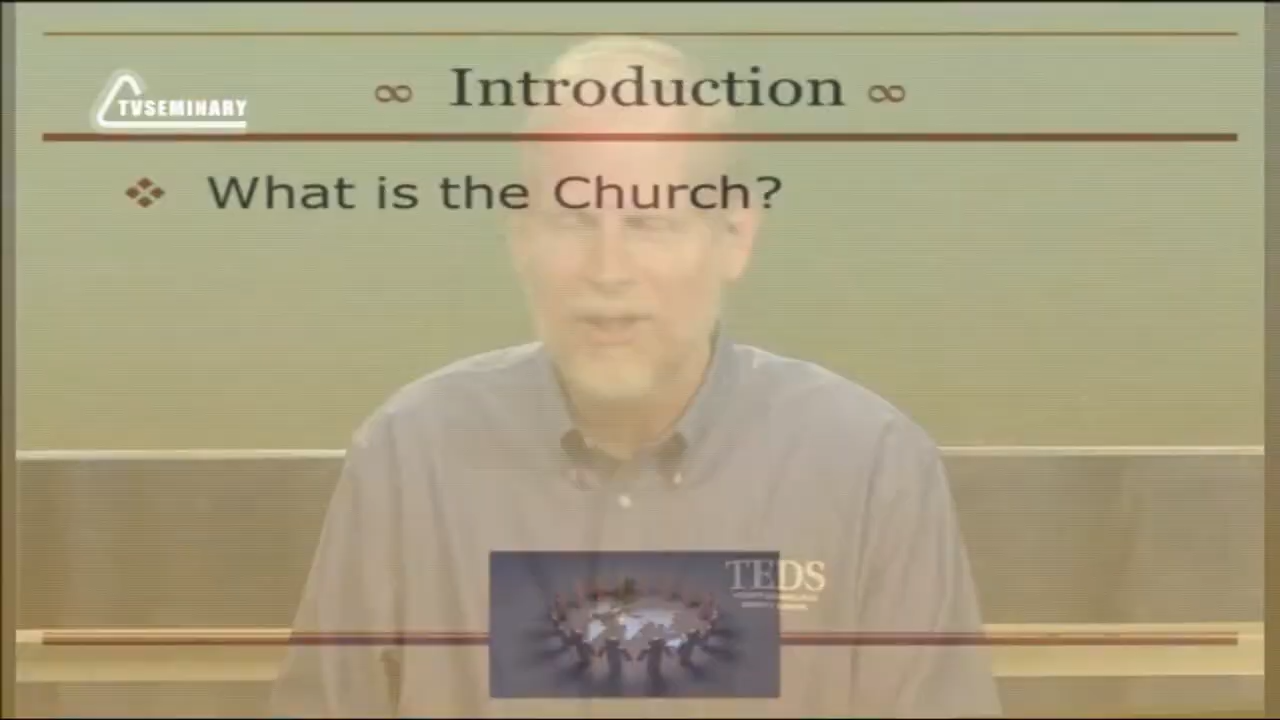 ∞ Introduction ∞
TVSEMINARY
❖ What is the Church?
TEDS